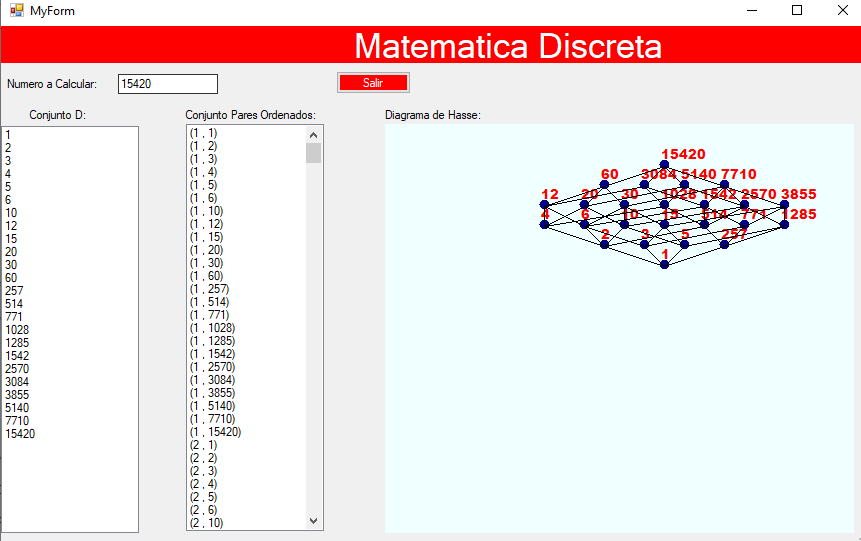 MyForm
Matematica Discreta
Numero a Calcular: 15420 Salir
Conjunto D:
1
2
3
4
5
6
10
12
15
20
30
60
257
514
771
1028
1285
1542
2570
3084
3855
5140
7710
15420
Conjunto Pares Ordenados:
(1 , 1)
(1 , 2)
(1 , 3)
(1 , 4)
(1 , 5)
(1 , 6)
(1 , 10)
(1 , 12)
(1 , 15)
(1 , 20)
(1 , 30)
(1 , 60)
(1 , 257)
(1 , 514)
(1 , 771)
(1 , 1028)
(1 , 1285)
(1 , 1542)
(1 , 2570)
(1 , 3084)
(1 , 3855)
(1 , 5140)
(1 , 7710)
(1 , 15420)
(2 , 1)
(2 , 2)
(2 , 3)
(2 , 4)
(2 , 5)
(2 , 6)
(2 , 10)
Diagrama de Hasse:
15420
60 3084 5140 7710
12 20 30 1028 1542 2570 3855
4 6 10 15 514 771 1285
2 3 5 257
1